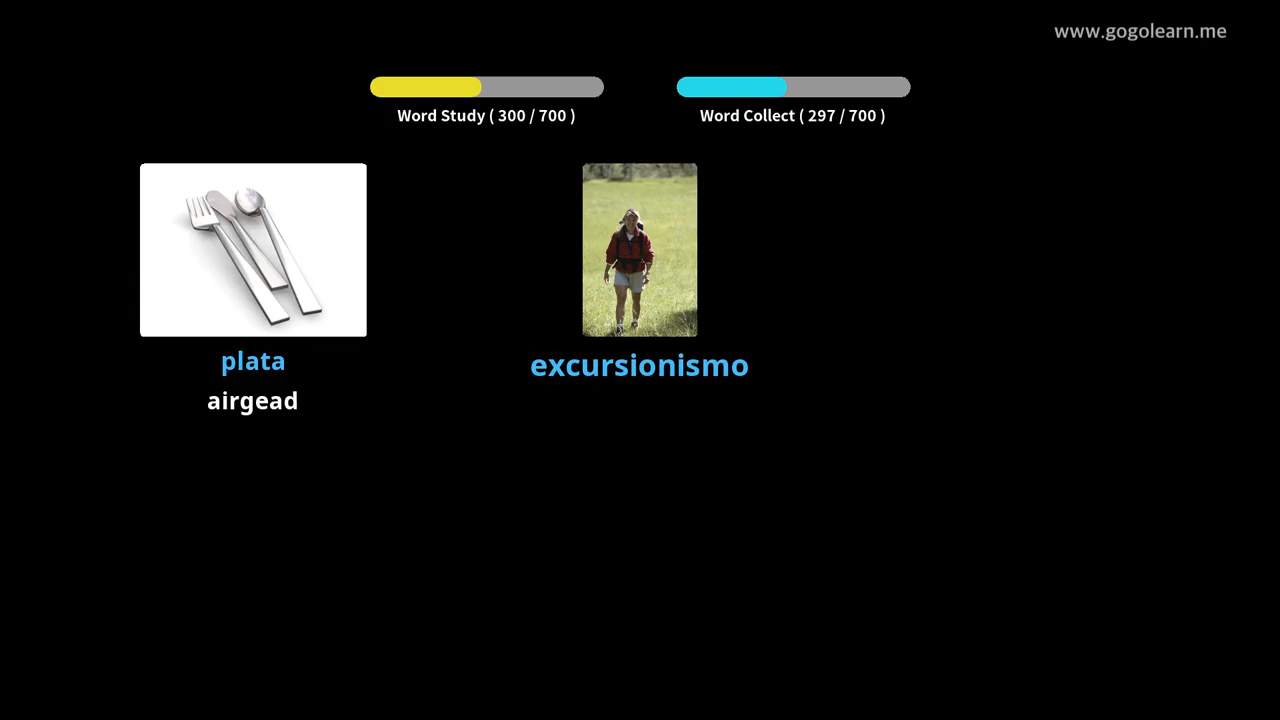 www.gogolearn.me
Word Study ( 300 / 700 )
Word Collect ( 297 / 700 )
plata
airgead
excursionismo